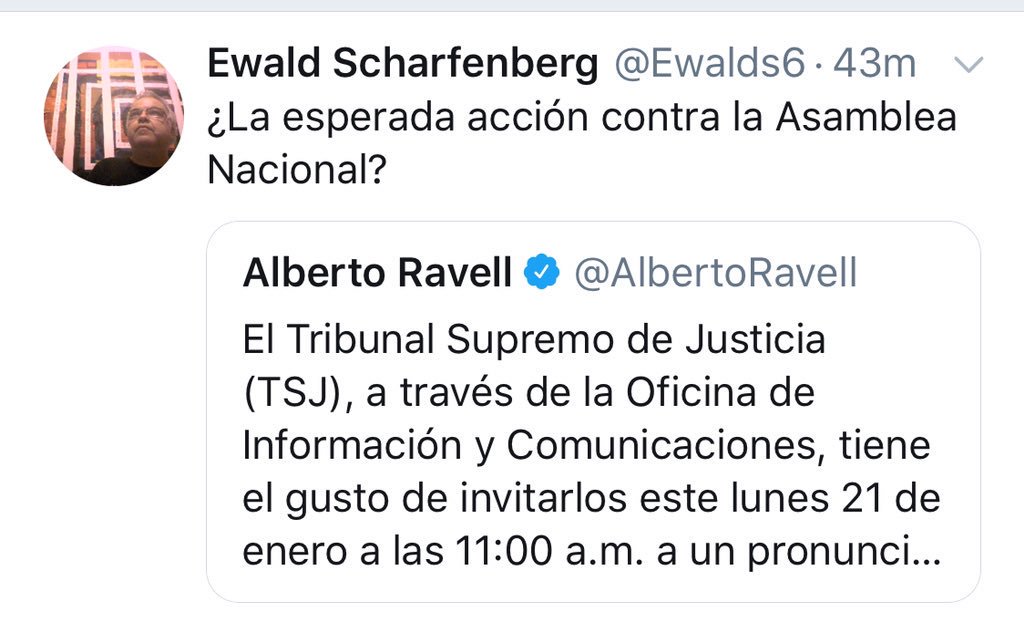 Ewald Scharfenberg @Ewalds6 · 43m
¿La esperada acción contra la Asamblea
Nacional?
Alberto Ravell @AlbertoRavell
El Tribunal Supremo de Justicia
(TSJ), a través de la Oficina de
Información y Comunicaciones, tiene
el gusto de invitarlos este lunes 21 de
enero a las 11:00 a.m. a un pronunci...